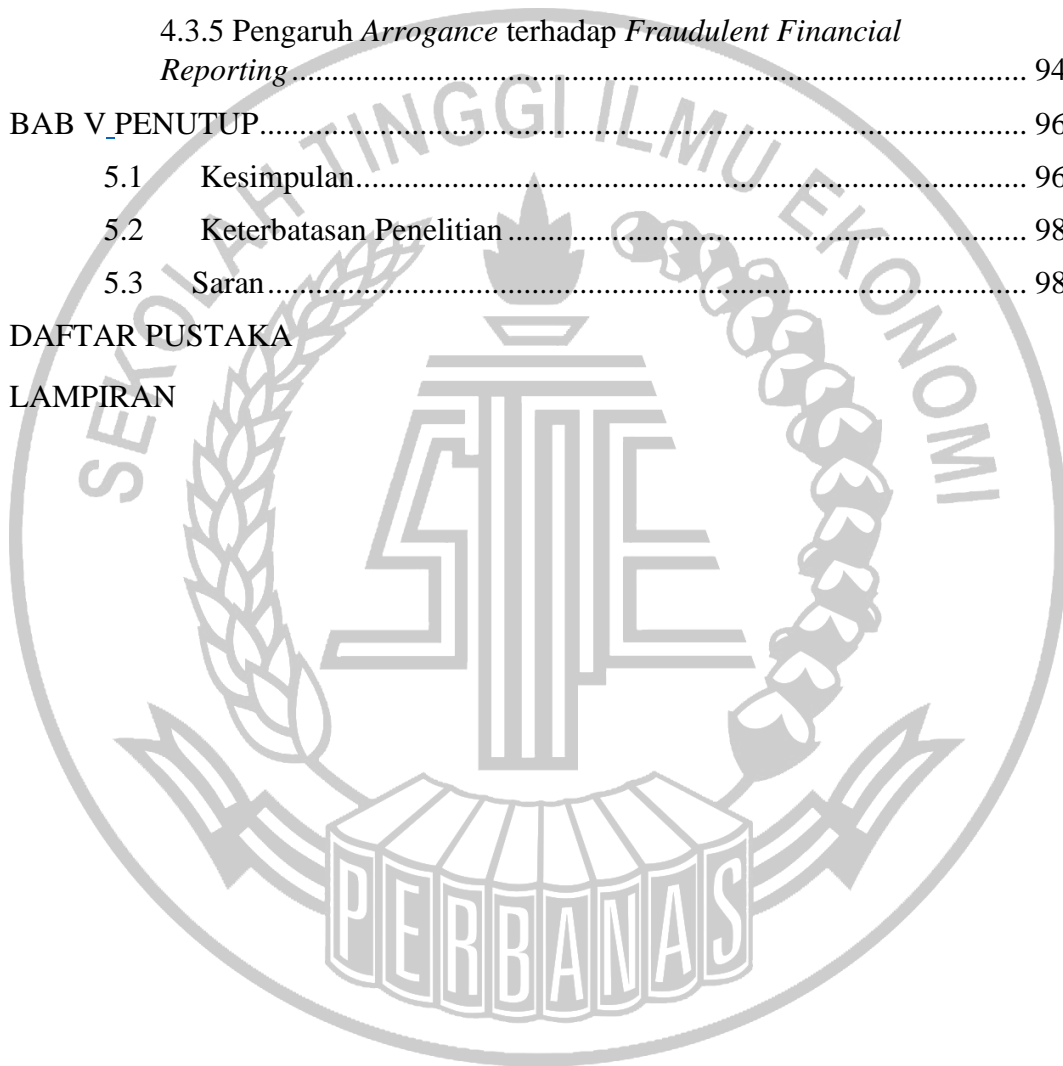 4.3.5 Pengaruh Arrogance terhadap Fraudulent Financial
Reporting........................................................................................ 94
BAB V PENUTUP............................................................................................ 96
5.1 Kesimpulan................................................................................ 96
5.2 Keterbatasan Penelitian.............................................................. 98
5.3 Saran........................................................................................... 98
DAFTAR PUSTAKA
LAMPIRAN
SEKOLAH TINGGI ILMU EKONOMI
STIE
PERBANAS